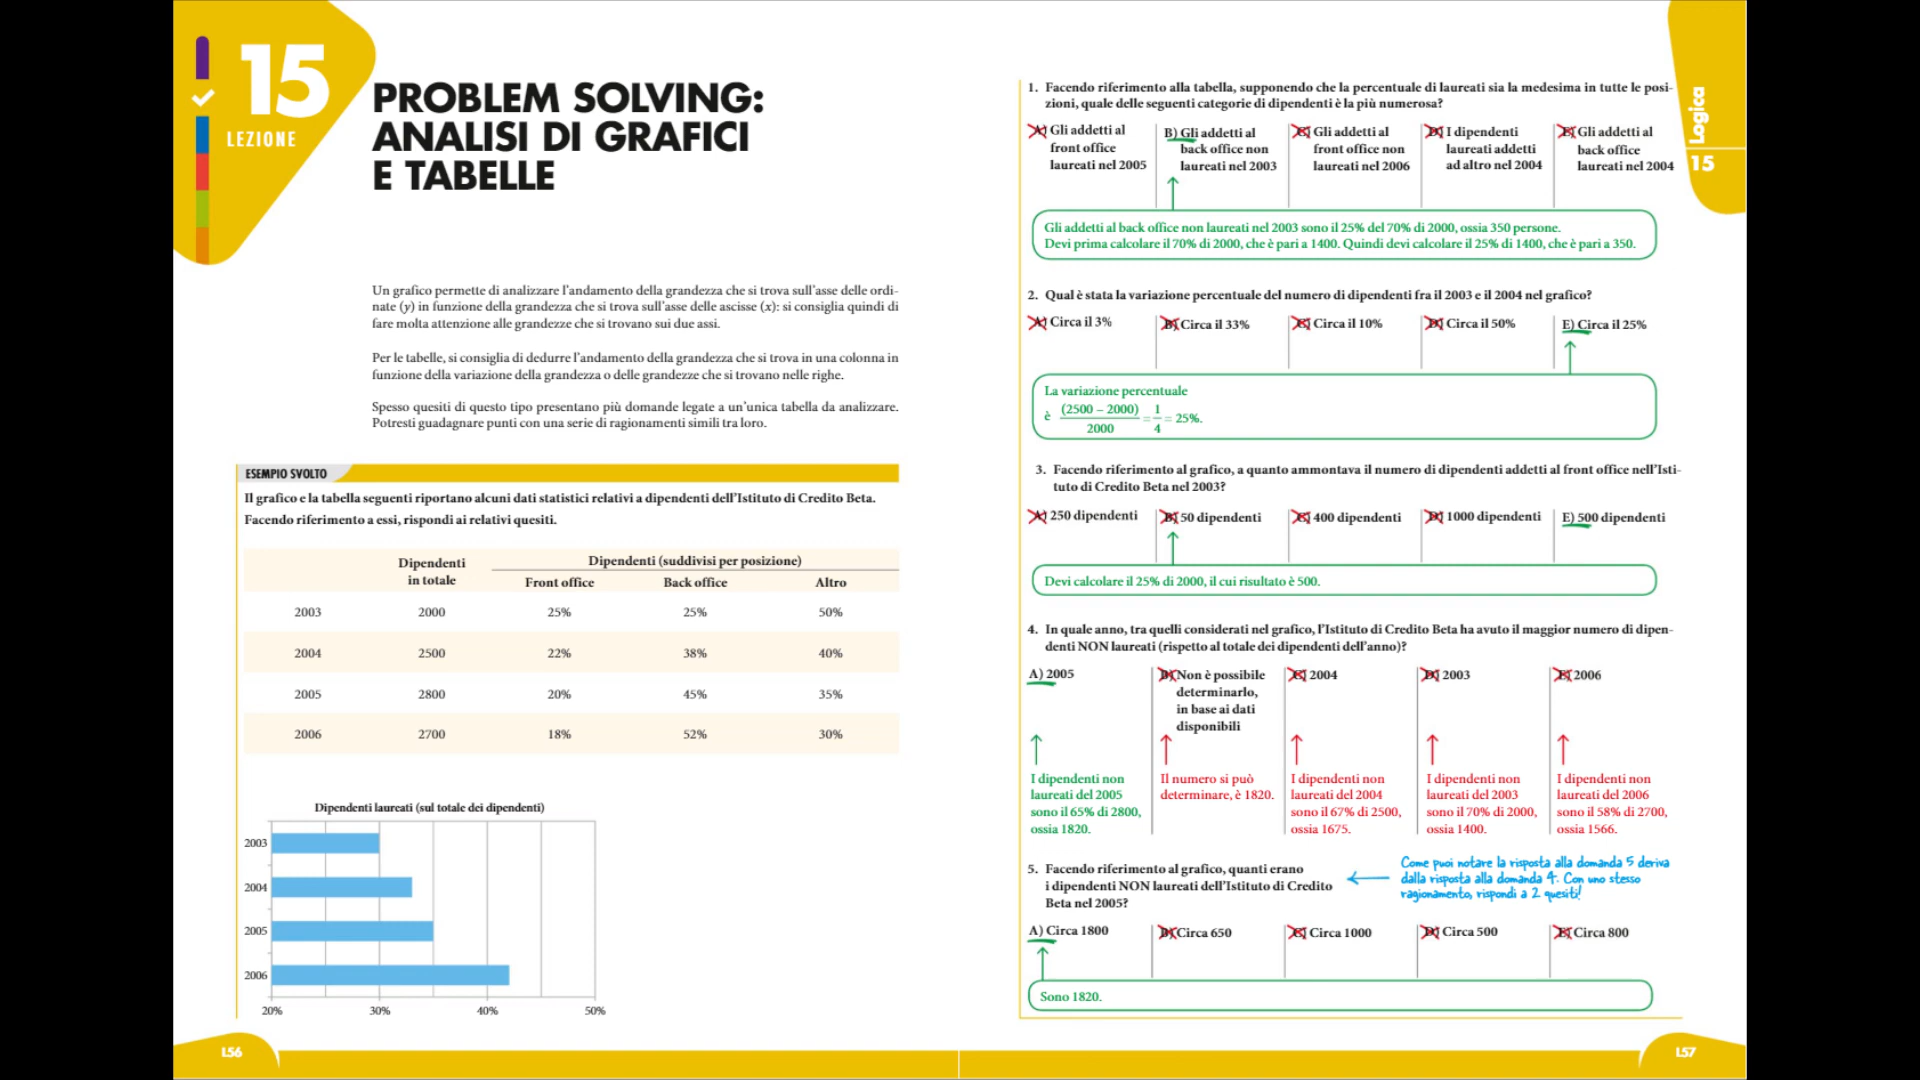 15
LEZIONE
PROBLEM SOLVING:
ANALISI DI GRAFICI
E TABELLE
Un grafico permette di analizzare l'andamento della grandezza che si trova sull'asse delle ordi-
nate (y) in funzione della grandezza che si trova sull'asse delle ascisse (x): si consiglia quindi di
fare molta attenzione alle grandezze che si trovano sui due assi.
Per le tabelle, si consiglia di dedurre l'andamento della grandezza che si trova in una colonna in
funzione della variazione della grandezza o delle grandezze che si trovano nelle righe.
Spesso quesiti di questo tipo presentano più domande legate a un'unica tabella da analizzare.
Potresti guadagnare punti con una serie di ragionamenti simili tra loro.
ESEMPIO SVOLTO
Il grafico e la tabella seguenti riportano alcuni dati statistici relativi a dipendenti dell'Istituto di Credito Beta.
Facendo riferimento a essi, rispondi ai relativi quesiti.
Dipendenti
in totale
Dipendenti (suddivisi per posizione)
Front office Back office Altro
2003 2000 25% 25% 50%
2004 2500 22% 38% 40%
2005 2800 20% 45% 35%
2006 2700 18% 52% 30%
Dipendenti laureati (sul totale dei dipendenti)
2003
2004
2005
2006
20% 30% 40% 50%
L56
Logica
15
1. Facendo riferimento alla tabella, supponendo che la percentuale di laureati sia la medesima in tutte le posi-
zioni, quale delle seguenti categorie di dipendenti è la più numerosa?
A) Gli addetti al
front office
laureati nel 2005
B) Gli addetti al
back office non
laureati nel 2003
C) Gli addetti al
front office non
laureati nel 2006
D) I dipendenti
laureati addetti
ad altro nel 2004
E) Gli addetti al
back office
laureati nel 2004
Gli addetti al back office non laureati nel 2003 sono il 25% del 70% di 2000, ossia 350 persone.
Devi prima calcolare il 70% di 2000, che è pari a 1400. Quindi devi calcolare il 25% di 1400, che è pari a 350.
2. Qual è stata la variazione percentuale del numero di dipendenti fra il 2003 e il 2004 nel grafico?
A) Circa il 3% B) Circa il 33% C) Circa il 10% D) Circa il 50% E) Circa il 25%
La variazione percentuale
è (2500 – 2000) / 2000 = 1 / 4 = 25%.
3. Facendo riferimento al grafico, a quanto ammontava il numero di dipendenti addetti al front office nell'Isti-
tuto di Credito Beta nel 2003?
A) 250 dipendenti B) 50 dipendenti C) 400 dipendenti D) 1000 dipendenti E) 500 dipendenti
Devi calcolare il 25% di 2000, il cui risultato è 500.
4. In quale anno, tra quelli considerati nel grafico, l'Istituto di Credito Beta ha avuto il maggior numero di dipen-
denti NON laureati (rispetto al totale dei dipendenti dell'anno)?
A) 2005
B) Non è possibile
determinarlo,
in base ai dati
disponibili
C) 2004
D) 2003
E) 2006
I dipendenti non
laureati del 2005
sono il 65% di 2800,
ossia 1820.
Il numero si può
determinare, è 1820.
I dipendenti non
laureati del 2004
sono il 67% di 2500,
ossia 1675.
I dipendenti non
laureati del 2003
sono il 70% di 2000,
ossia 1400.
I dipendenti non
laureati del 2006
sono il 58% di 2700,
ossia 1566.
5. Facendo riferimento al grafico, quanti erano
i dipendenti NON laureati dell'Istituto di Credito
Beta nel 2005?
Come puoi notare la risposta alla domanda 5 deriva
dalla risposta alla domanda 4. Con uno stesso
ragionamento, rispondi a 2 quesiti!
A) Circa 1800 B) Circa 650 C) Circa 1000 D) Circa 500 E) Circa 800
Sono 1820.
L57